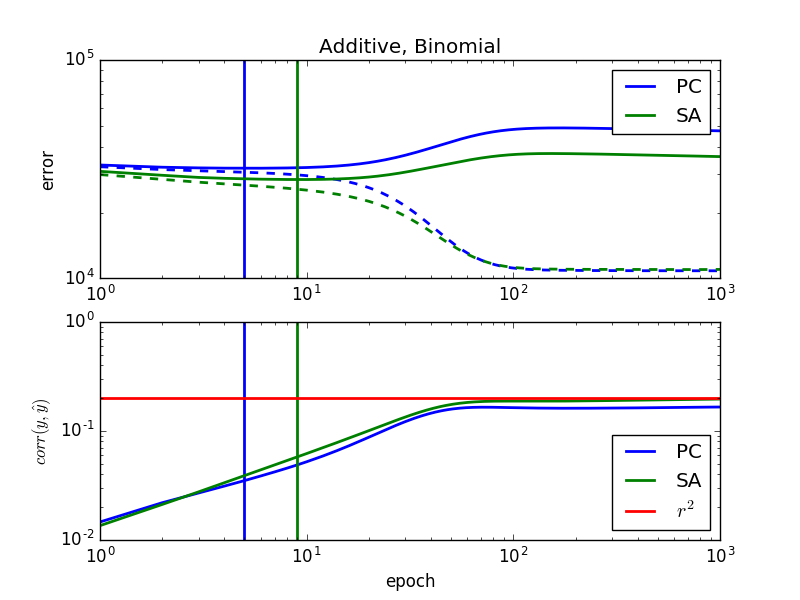 Additive, Binomial
10^5
10^4
error
PC
SA
10^0 10^1 10^2 10^3
10^0
10^-1
10^-2
corr(y, ŷ)
PC
SA
r^2
10^0 10^1 10^2 10^3
epoch